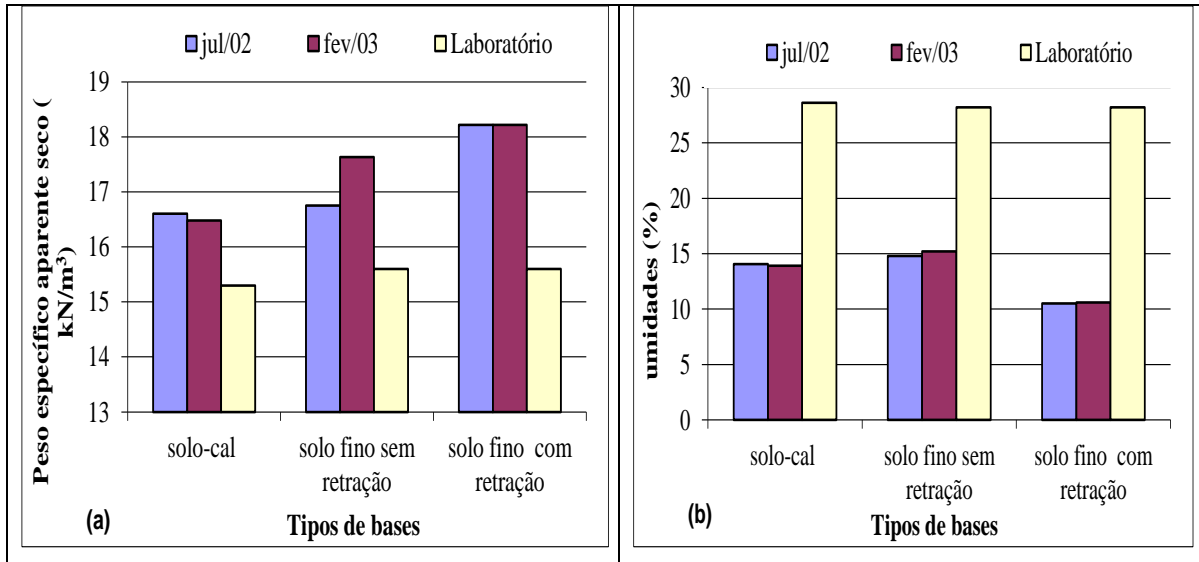 jul/02 fev/03 Laboratório
Peso específico aparente seco (
kN/m³)
19
18
17
16
15
14
13
solo-cal
solo fino sem
retração
solo fino com
retração
Tipos de bases
(a)
jul/02 fev/03 Laboratório
umidades (%)
30
25
20
15
10
5
0
solo-cal
solo fino sem
retração
solo fino com
retração
Tipos de bases
(b)